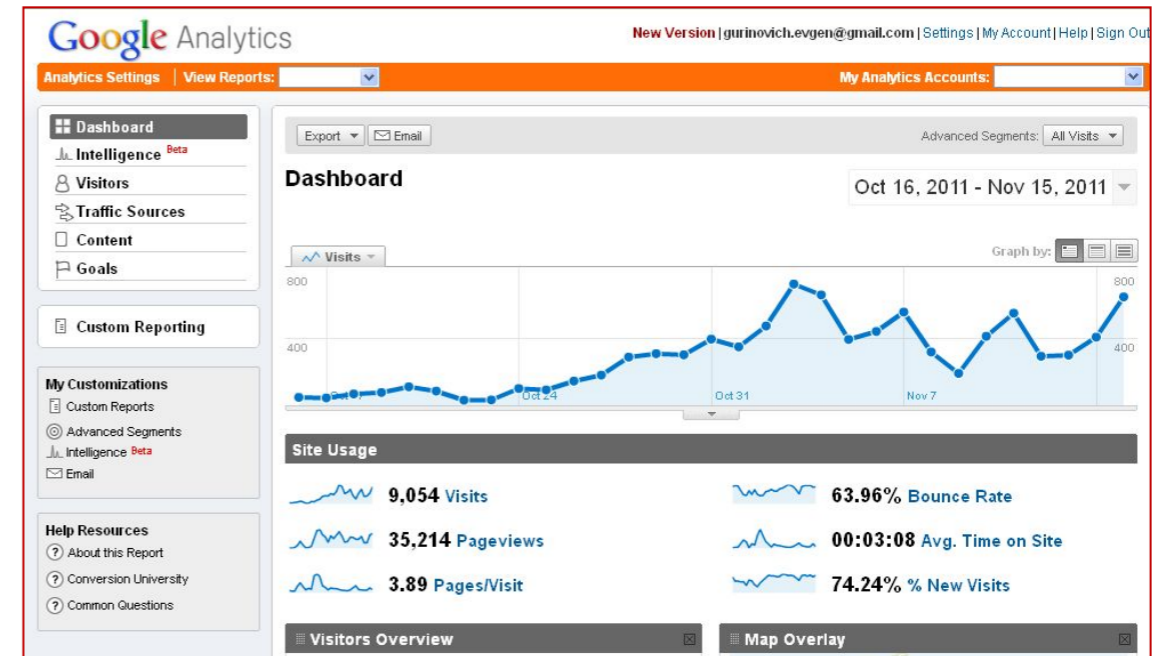 Google Analytics
New Version | gurinovich.evgen@gmail.com | Settings | My Account | Help | Sign Out
Analytics Settings | View Reports:
My Analytics Accounts:
Dashboard
Intelligence Beta
Visitors
Traffic Sources
Content
Goals
Custom Reporting
My Customizations
Custom Reports
Advanced Segments
Intelligence Beta
Email
Help Resources
? About this Report
? Conversion University
? Common Questions
Export Email
Advanced Segments: All Visits
Dashboard
Oct 16, 2011 - Nov 15, 2011
Visits
Graph by:
800 800
400 400
Oct 24 Oct 31 Nov 7
Site Usage
9,054 Visits
63.96% Bounce Rate
35,214 Pageviews
00:03:08 Avg. Time on Site
3.89 Pages/Visit
74.24% % New Visits
Visitors Overview
Map Overlay